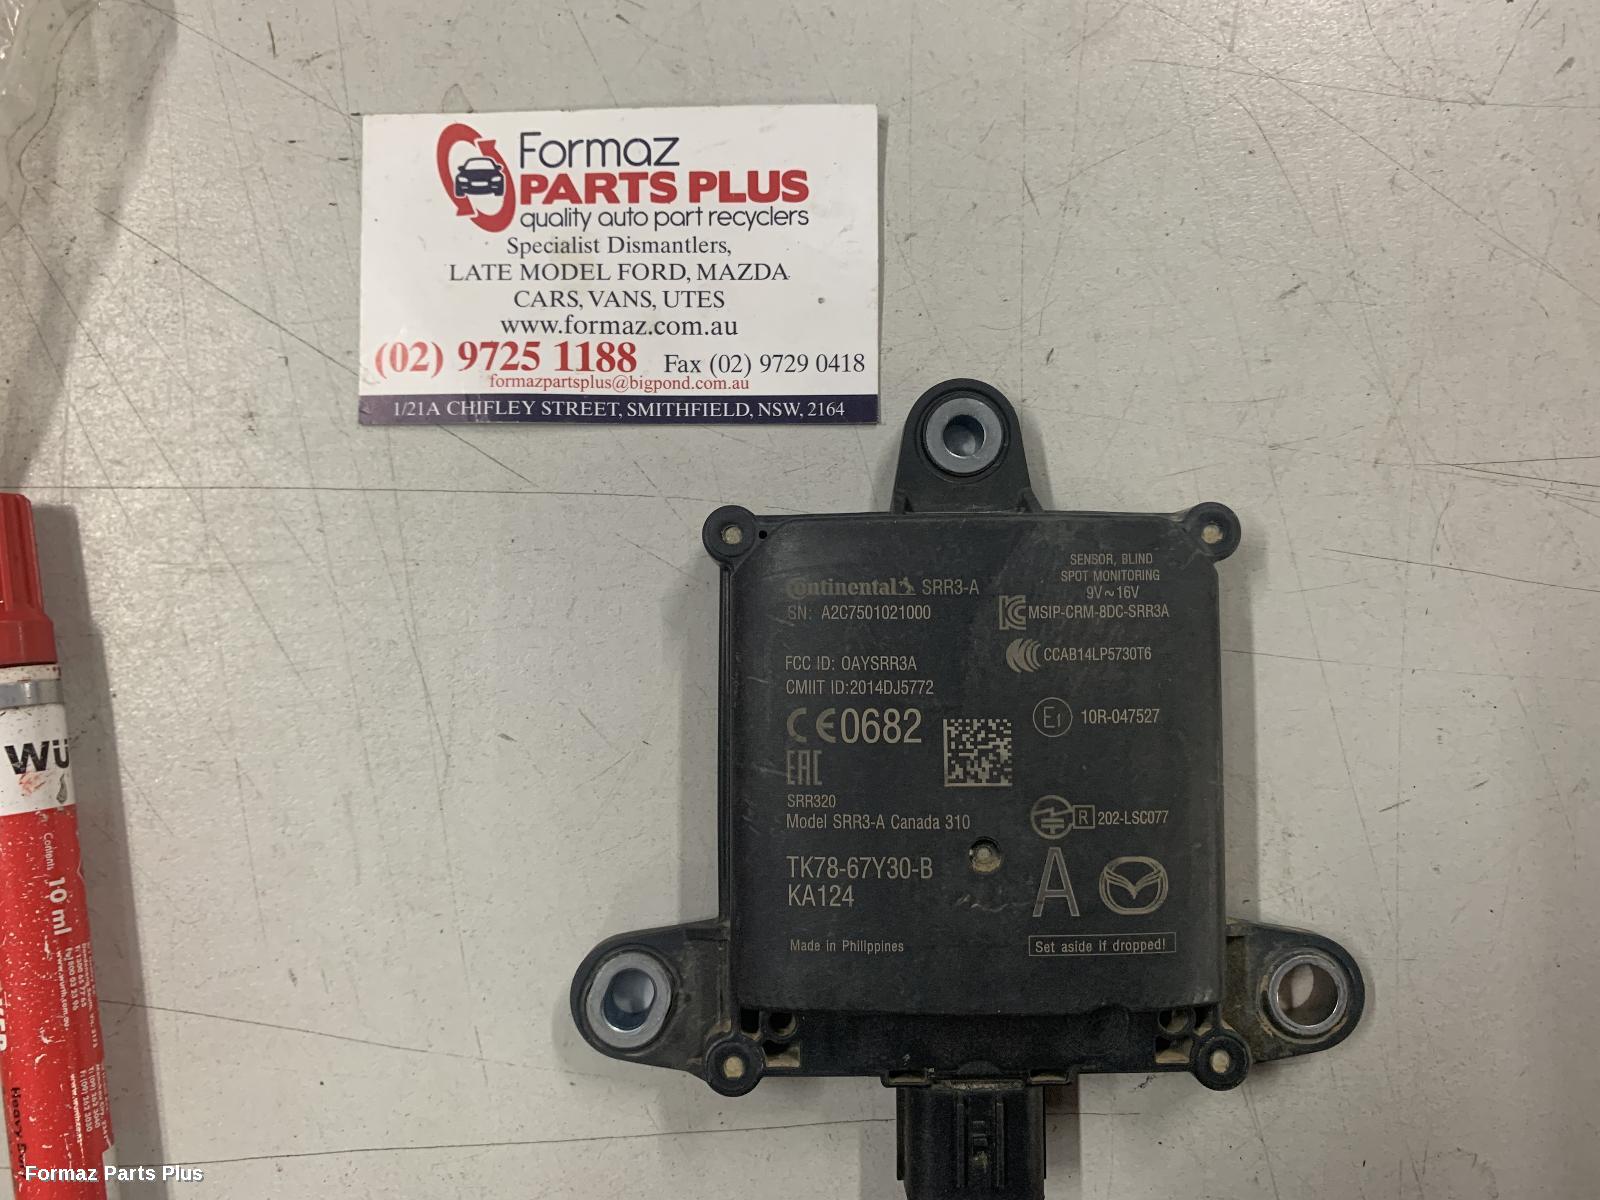 Formaz
PARTS PLUS
quality auto part recyclers
Specialist Dismantlers,
LATE MODEL FORD, MAZDA
CARS, VANS, UTES
www.formaz.com.au
(02) 9725 1188 Fax (02) 9729 0418
formazpartsplus@bigpond.com.au
1/21A CHIFLEY STREET, SMITHFIELD, NSW, 2164
Continental SRR3-A
SN: A2C7501021000
SENSOR, BLIND
SPOT MONITORING
9V~16V
MSIP-CRM-8DC-SRR3A
CCAB14LP5730T6
FCC ID: OAYSRR3A
CMIIT ID:2014DJ5772
CE0682
E1 10R-047527
EAC
SRR320
Model SRR3-A Canada 310
R 202-LSC077
TK78-67Y30-B
KA124
A
Made in Philippines
Set aside if dropped!
WÜ
Contents
10 ml
Formaz Parts Plus